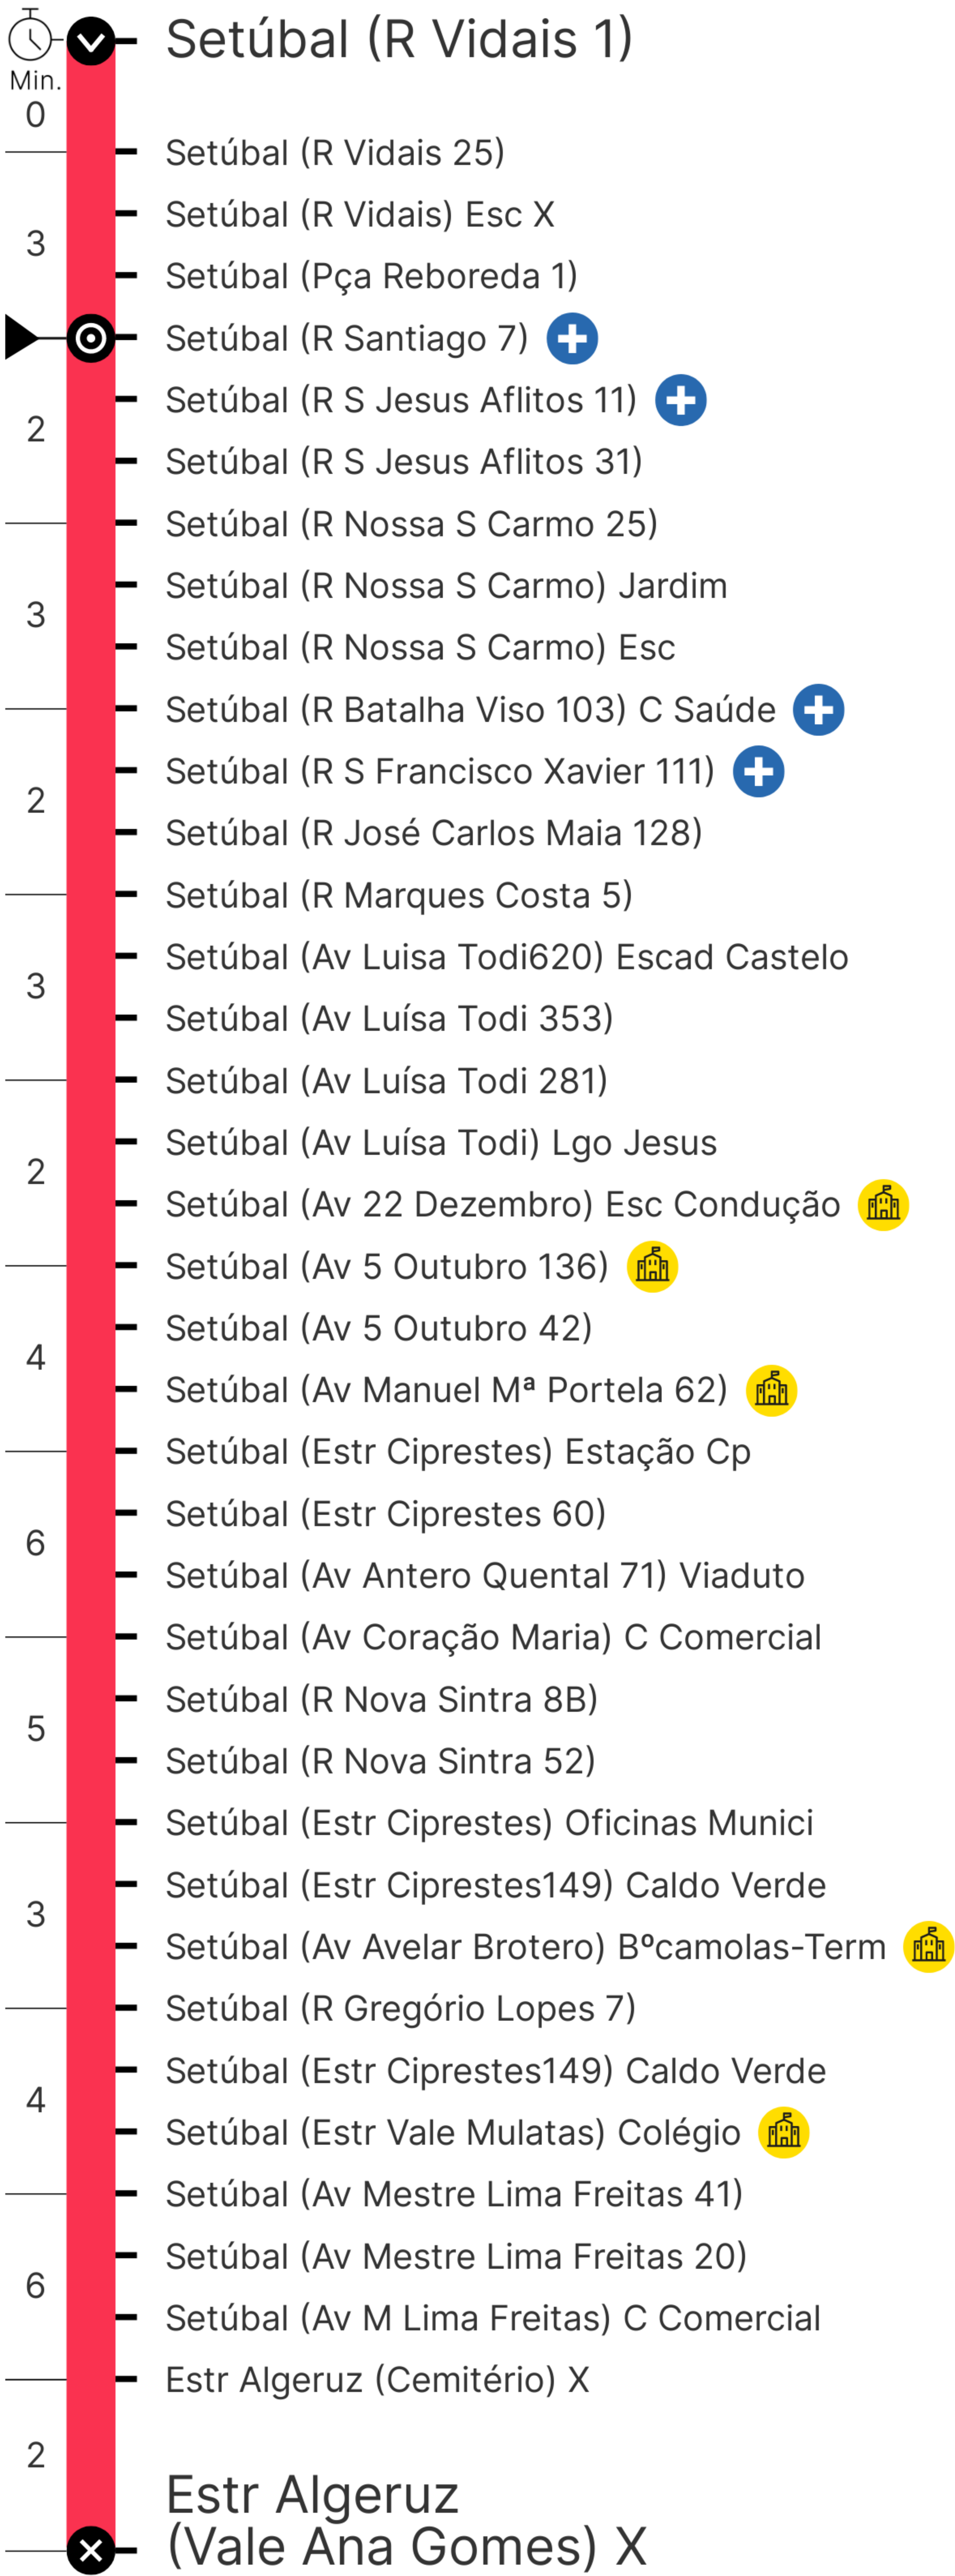 Setúbal (R Vidais 1)
Min.
0
Setúbal (R Vidais 25)
Setúbal (R Vidais) Esc X
3
Setúbal (Pça Reboreda 1)
Setúbal (R Santiago 7)
Setúbal (R S Jesus Aflitos 11)
2
Setúbal (R S Jesus Aflitos 31)
Setúbal (R Nossa S Carmo 25)
Setúbal (R Nossa S Carmo) Jardim
3
Setúbal (R Nossa S Carmo) Esc
Setúbal (R Batalha Viso 103) C Saúde
Setúbal (R S Francisco Xavier 111)
2
Setúbal (R José Carlos Maia 128)
Setúbal (R Marques Costa 5)
Setúbal (Av Luisa Todi620) Escad Castelo
3
Setúbal (Av Luísa Todi 353)
Setúbal (Av Luísa Todi 281)
Setúbal (Av Luísa Todi) Lgo Jesus
2
Setúbal (Av 22 Dezembro) Esc Condução
Setúbal (Av 5 Outubro 136)
Setúbal (Av 5 Outubro 42)
4
Setúbal (Av Manuel Mª Portela 62)
Setúbal (Estr Ciprestes) Estação Cp
Setúbal (Estr Ciprestes 60)
6
Setúbal (Av Antero Quental 71) Viaduto
Setúbal (Av Coração Maria) C Comercial
Setúbal (R Nova Sintra 8B)
5
Setúbal (R Nova Sintra 52)
Setúbal (Estr Ciprestes) Oficinas Munici
Setúbal (Estr Ciprestes149) Caldo Verde
3
Setúbal (Av Avelar Brotero) Bºcamolas-Term
Setúbal (R Gregório Lopes 7)
Setúbal (Estr Ciprestes149) Caldo Verde
4
Setúbal (Estr Vale Mulatas) Colégio
Setúbal (Av Mestre Lima Freitas 41)
Setúbal (Av Mestre Lima Freitas 20)
6
Setúbal (Av M Lima Freitas) C Comercial
Estr Algeruz (Cemitério) X
2
Estr Algeruz
(Vale Ana Gomes) X